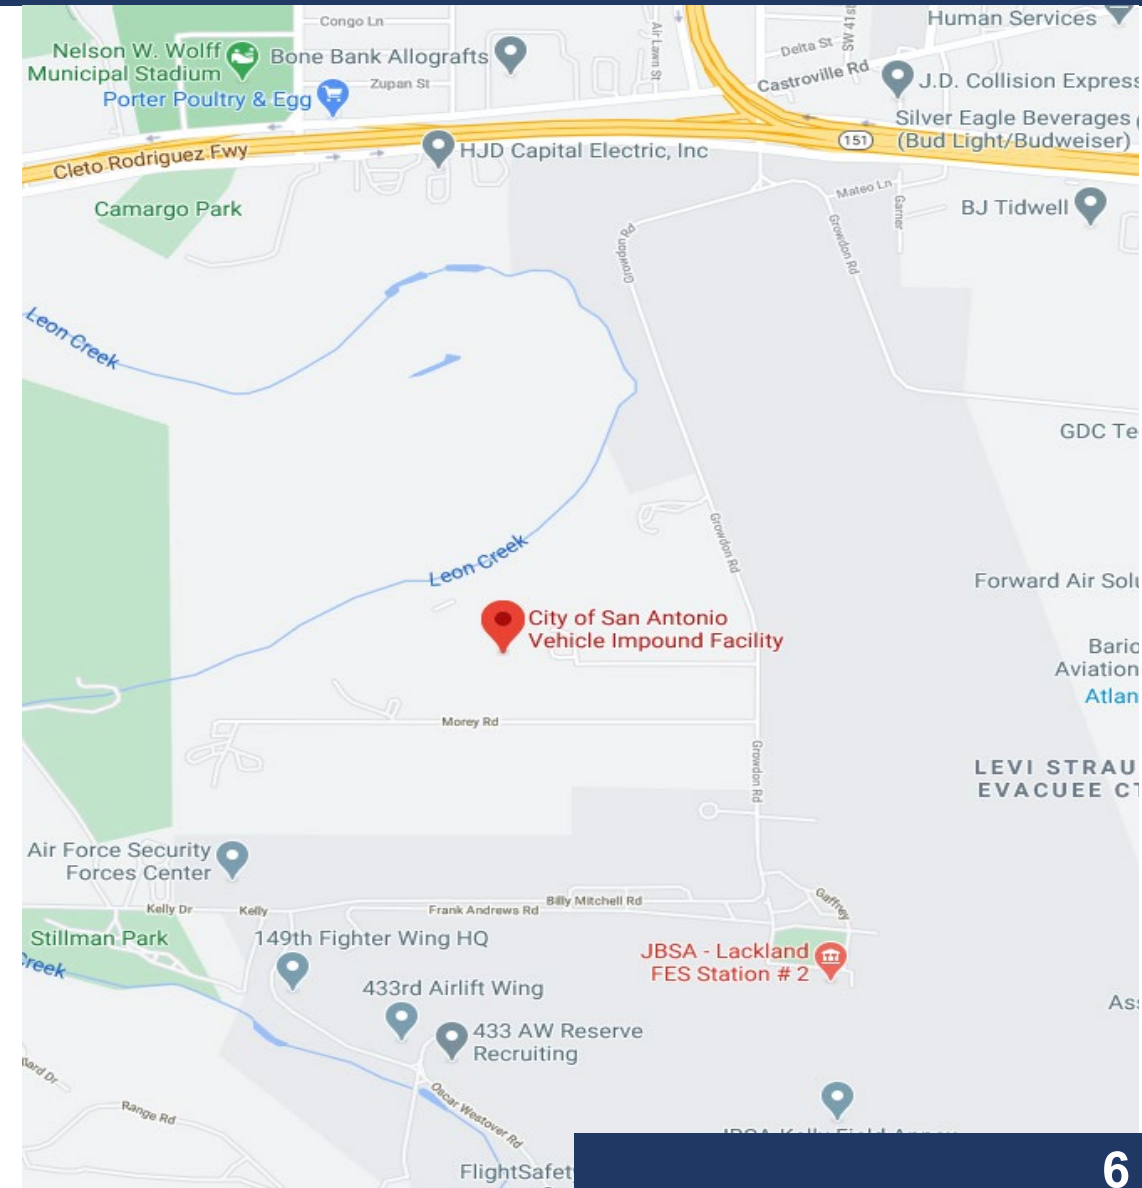 Congo Ln
Human Services
Nelson W. Wolff
Municipal Stadium
Bone Bank Allografts
Air Lawn St
Delta St
SW 41st
Zupan St
Castroville Rd
J.D. Collision Express
Porter Poultry & Egg
Silver Eagle Beverages
(Bud Light/Budweiser)
151
Cleto Rodriguez Fwy
HJD Capital Electric, Inc
Mateo Ln
Garner
BJ Tidwell
Camargo Park
Growdon Rd
Growdon Rd
Leon Creek
GDC Te
Growdon Rd
Leon Creek
Forward Air Solu
City of San Antonio
Vehicle Impound Facility
Aviation
Atlan
Morey Rd
Growdon Rd
LEVI STRAU
EVACUEE CT
Air Force Security
Forces Center
Gaffney
Billy Mitchell Rd
Kelly Dr
Kelly
Frank Andrews Rd
Stillman Park
149th Fighter Wing HQ
JBSA - Lackland
FES Station # 2
Creek
433rd Airlift Wing
Ass
433 AW Reserve
Recruiting
Oscar Westover Rd
Range Rd
FlightSafet
6